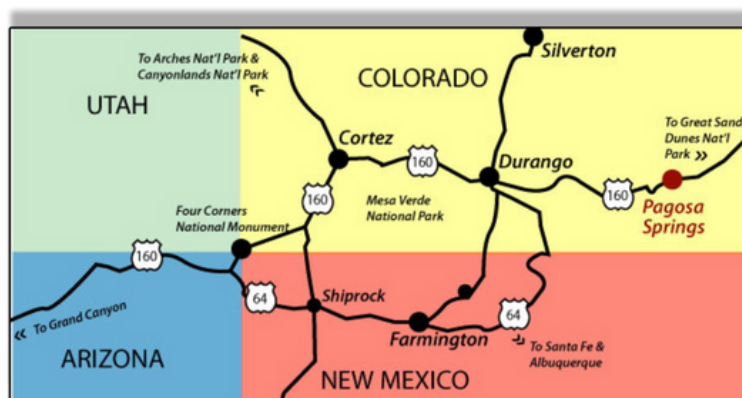 Silverton
To Arches Nat'l Park &
Canyonlands Nat'l Park
COLORADO
UTAH
To Great Sand
Dunes Nat'l
Park
Cortez
160
Durango
160
160
Mesa Verde
National Park
Pagosa
Springs
Four Corners
National Monument
160
64
Shiprock
64
To Grand Canyon
Farmington
To Santa Fe &
Albuquerque
ARIZONA
NEW MEXICO